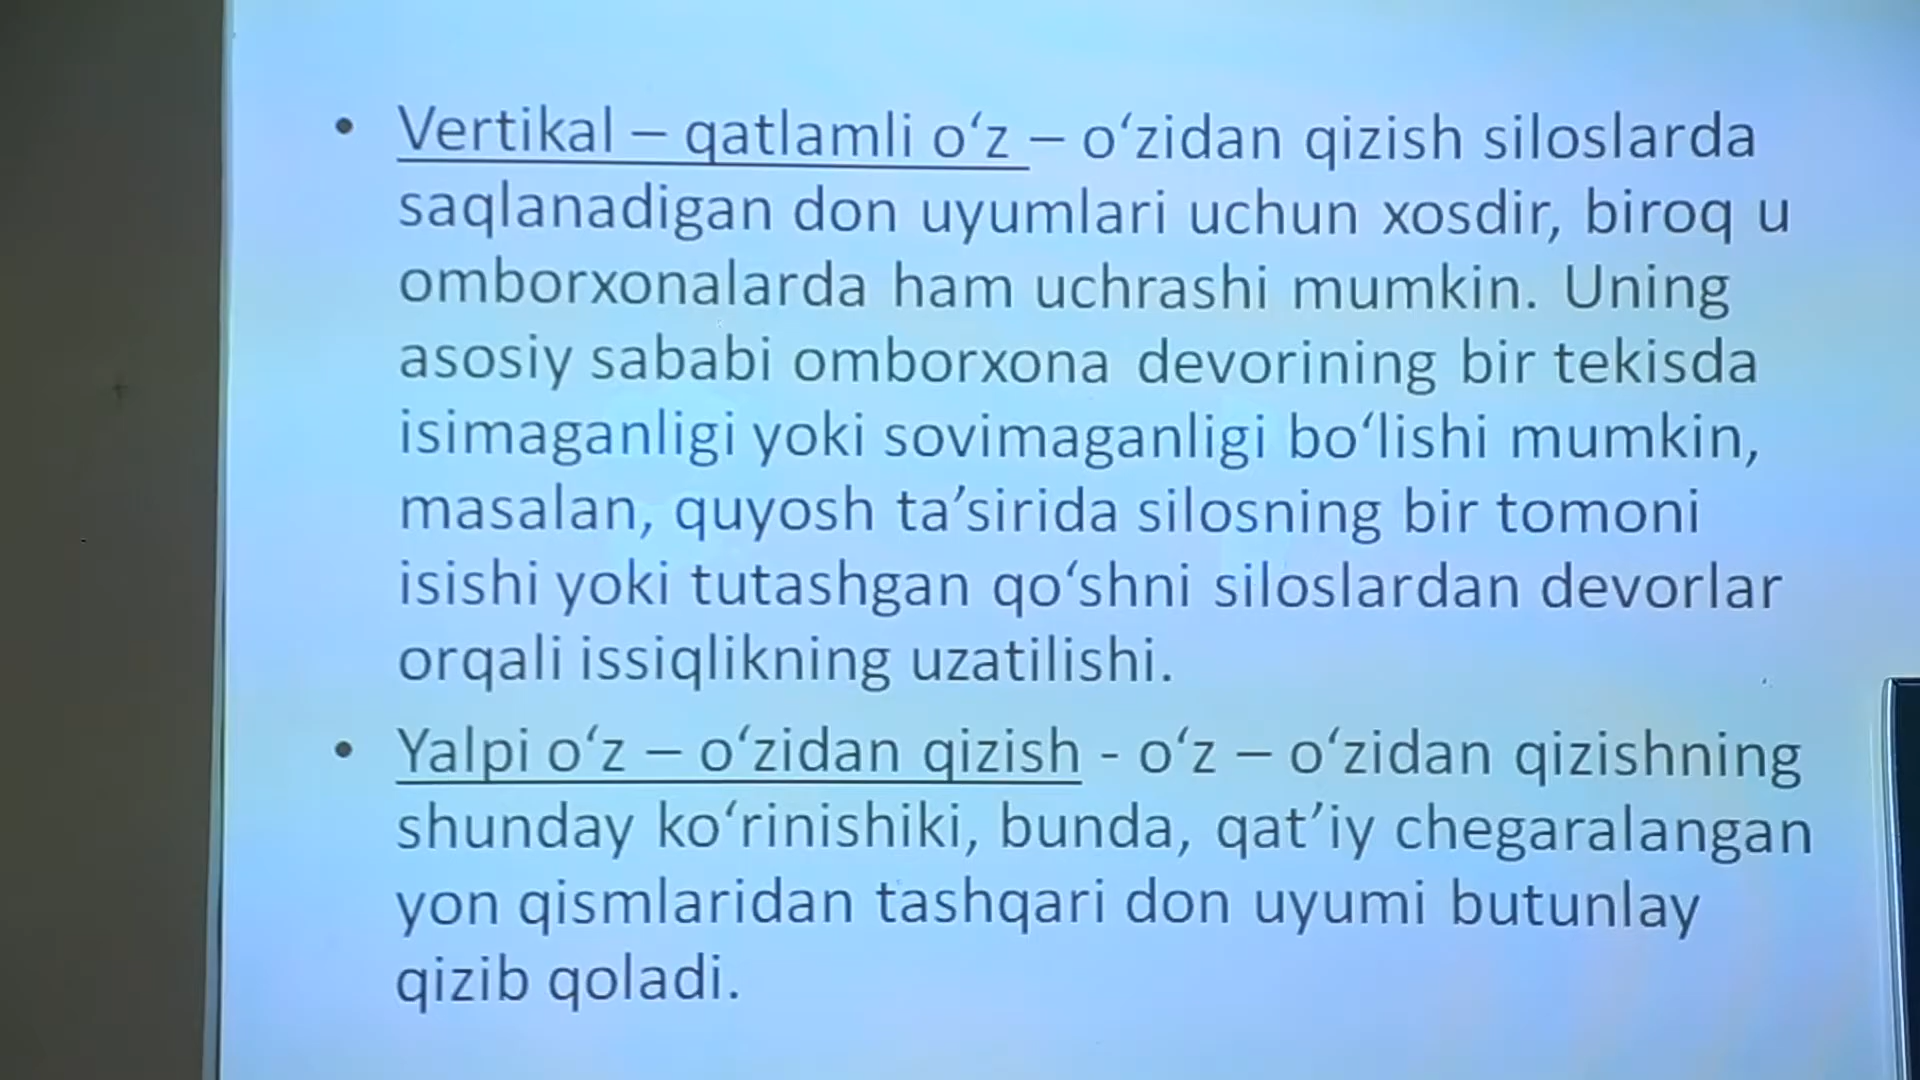 • Vertikal – qatlamli o‘z – o‘zidan qizish siloslarda
saqlanadigan don uyumlari uchun xosdir, biroq u
omborxonalarda ham uchrashi mumkin. Uning
asosiy sababi omborxona devorining bir tekisda
isimaganligi yoki sovimaganligi bo‘lishi mumkin,
masalan, quyosh ta’sirida silosning bir tomoni
isishi yoki tutashgan qo‘shni siloslardan devorlar
orqali issiqlikning uzatilishi.
• Yalpi o‘z – o‘zidan qizish - o‘z – o‘zidan qizishning
shunday ko‘rinishiki, bunda, qat’iy chegaralangan
yon qismlaridan tashqari don uyumi butunlay
qizib qoladi.